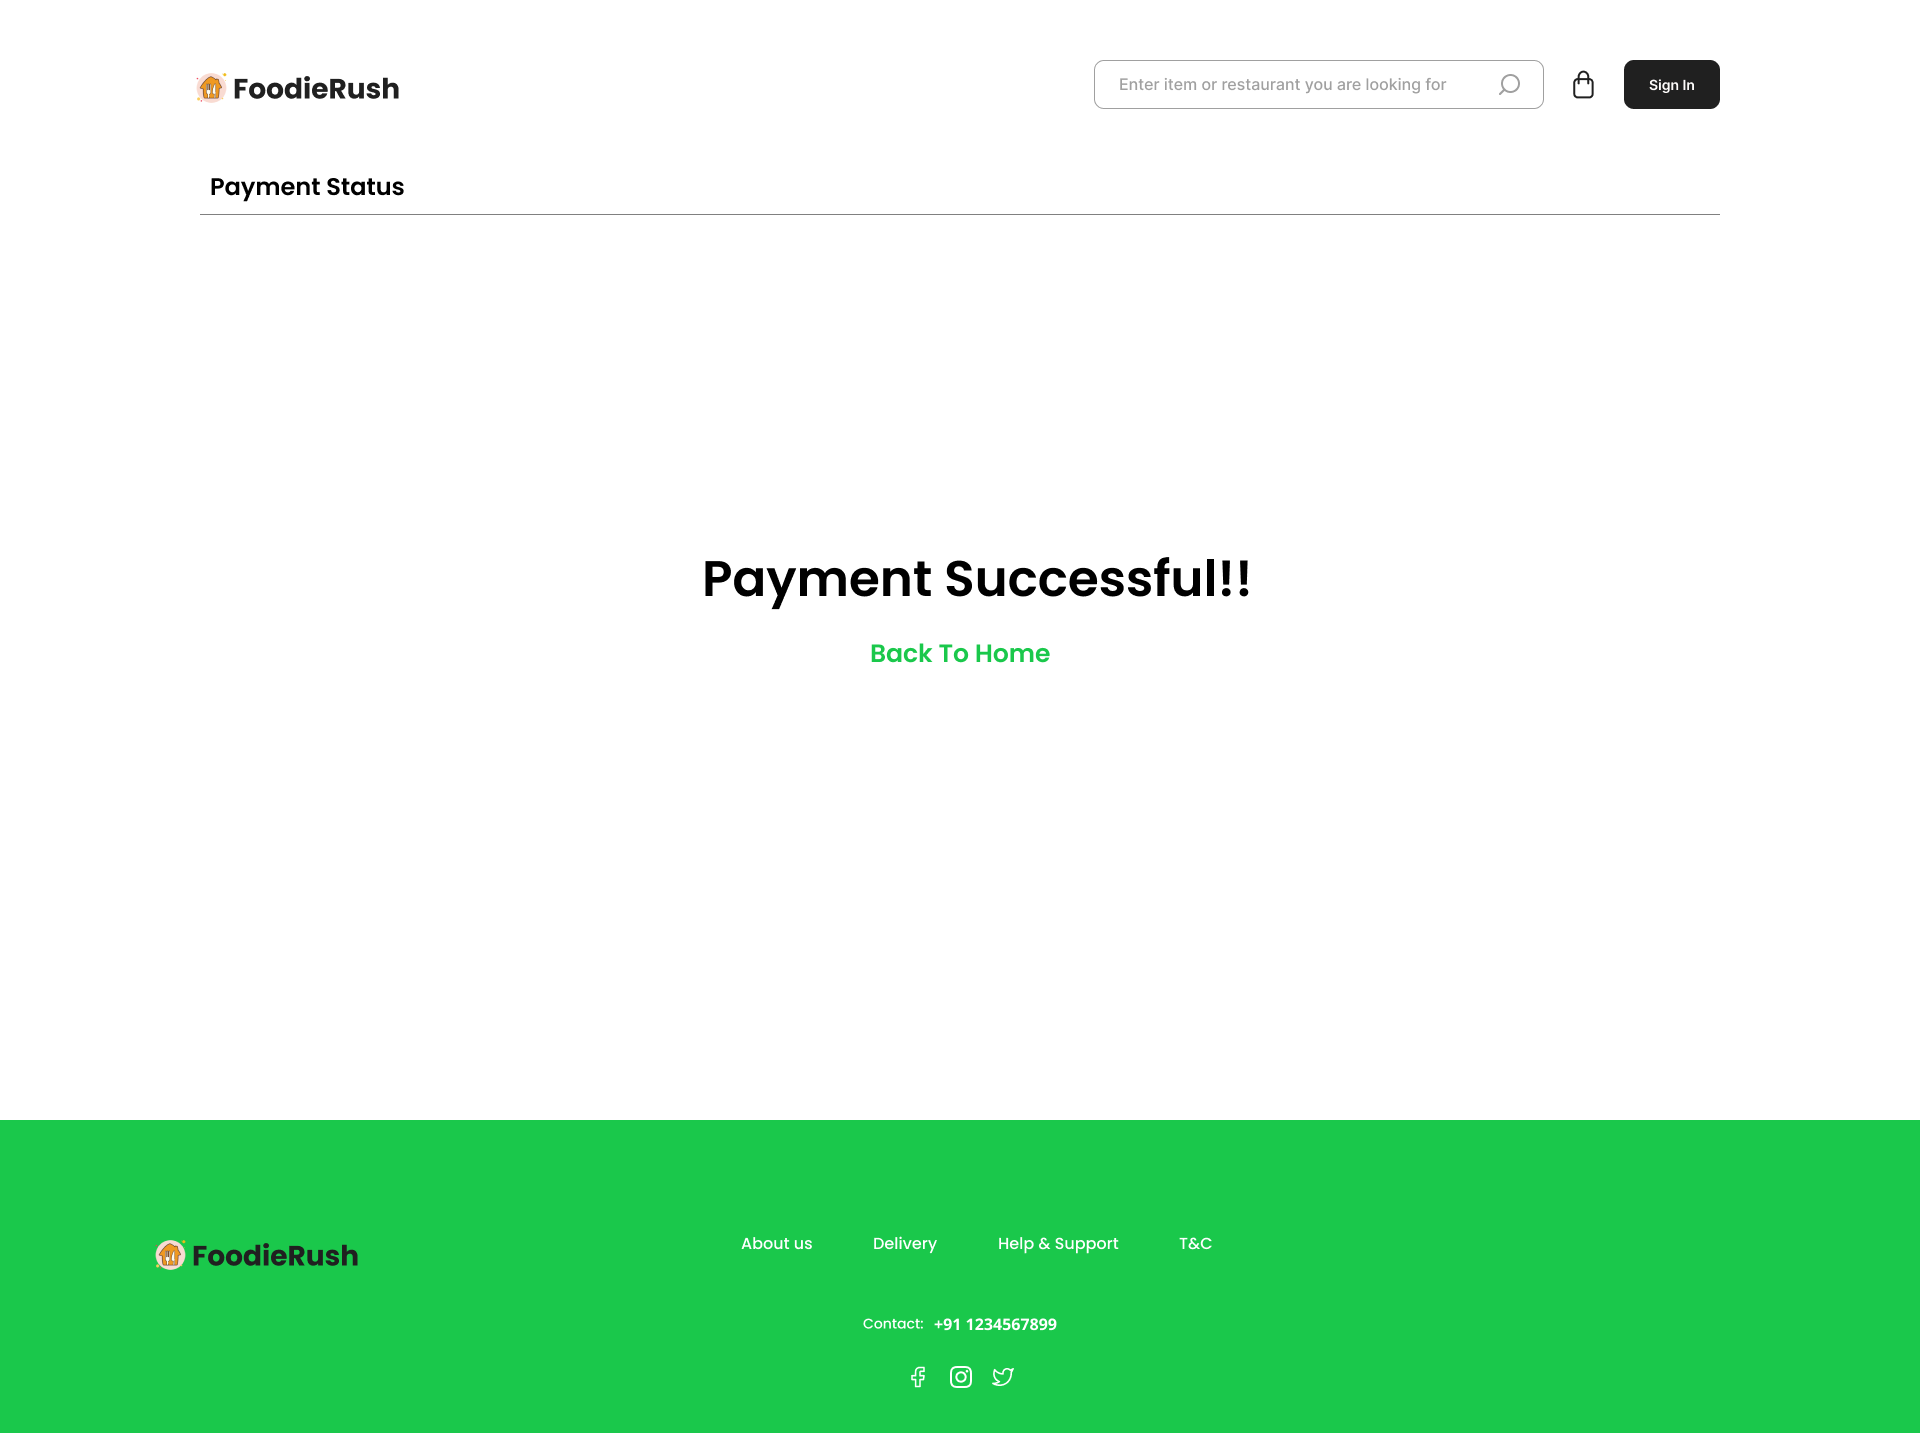 FoodieRush
Enter item or restaurant you are looking for
Sign In
Payment Status
Payment Successful!!
Back To Home
FoodieRush
About us
Delivery
Help & Support
T&C
Contact: +91 1234567899